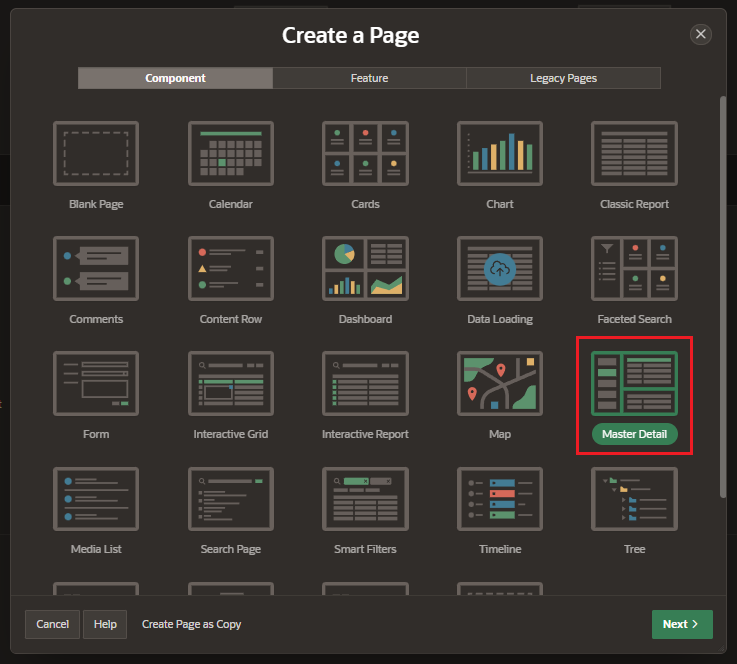 Create a Page
Component Feature Legacy Pages
Blank Page Calendar Cards Chart Classic Report
Comments Content Row Dashboard Data Loading Faceted Search
Form Interactive Grid Interactive Report Map Master Detail
Media List Search Page Smart Filters Timeline Tree
Cancel Help Create Page as Copy Next